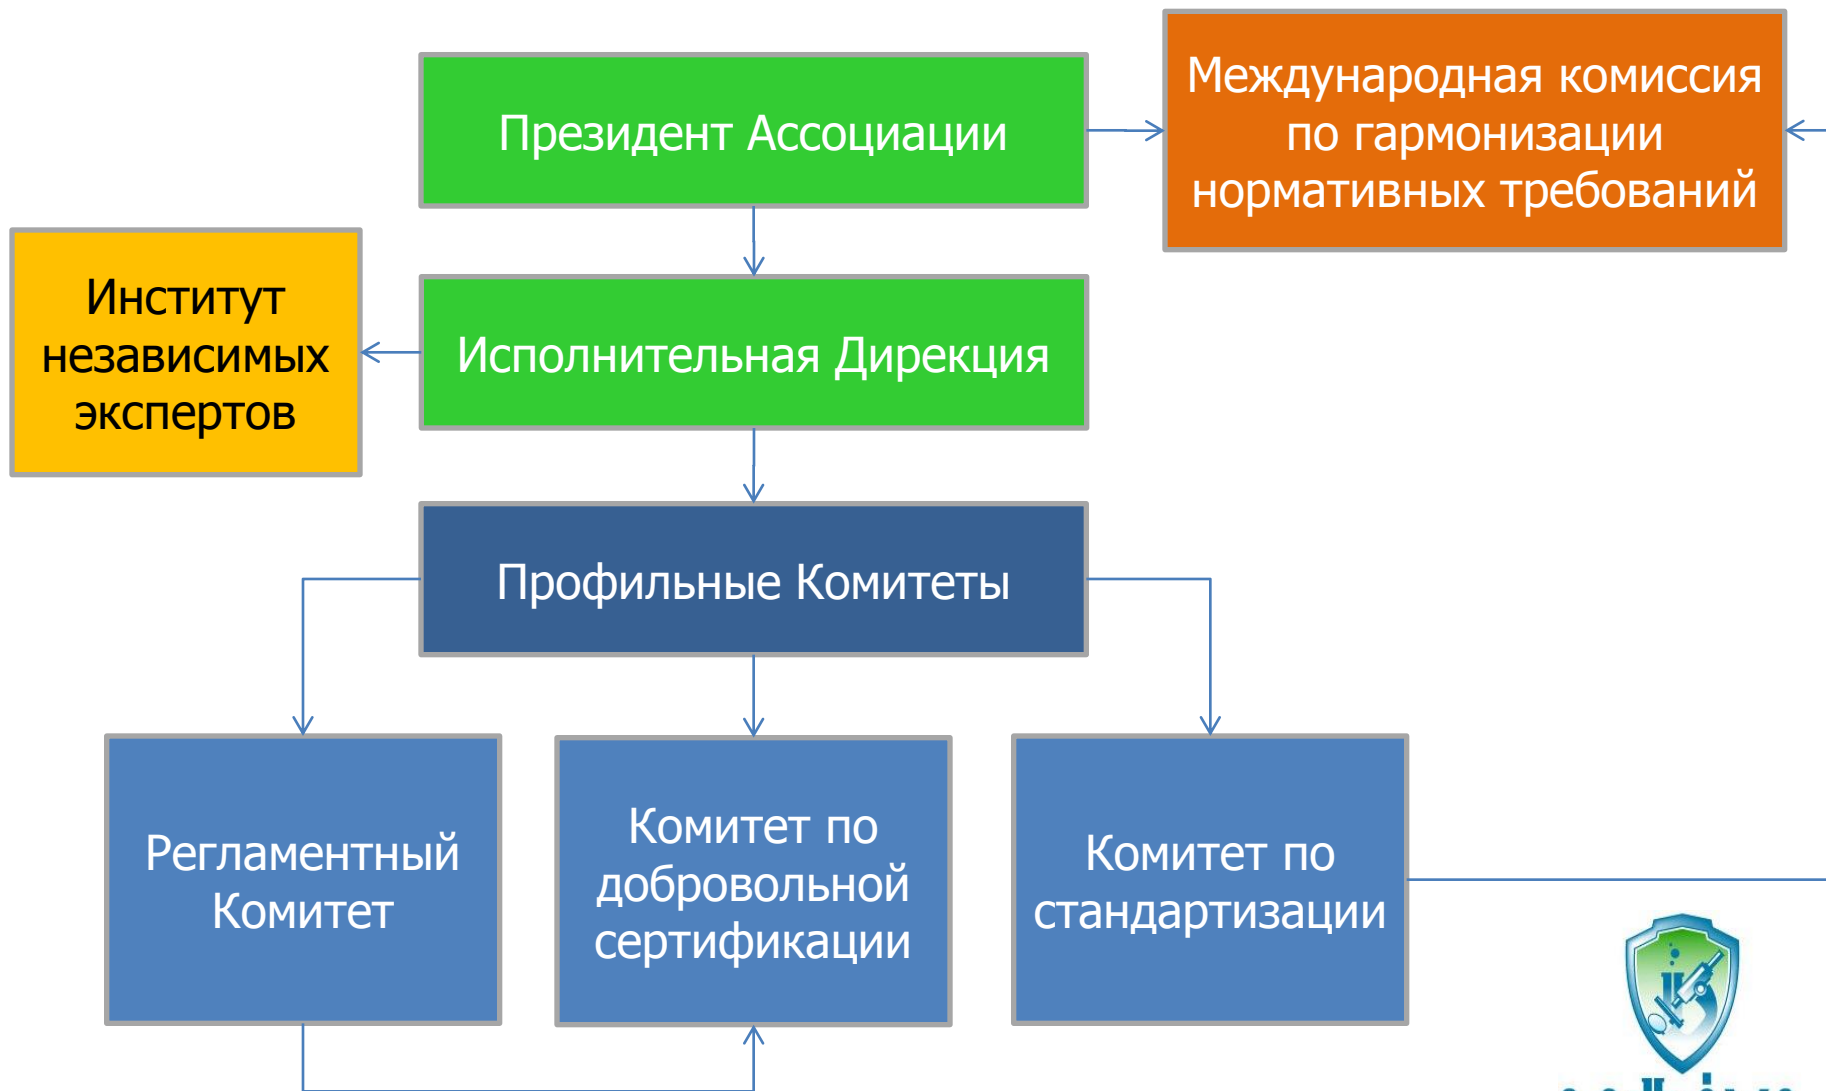 Президент Ассоциации
Международная комиссия
по гармонизации
нормативных требований
Институт
независимых
экспертов
Исполнительная Дирекция
Профильные Комитеты
Регламентный
Комитет
Комитет по
добровольной
сертификации
Комитет по
стандартизации